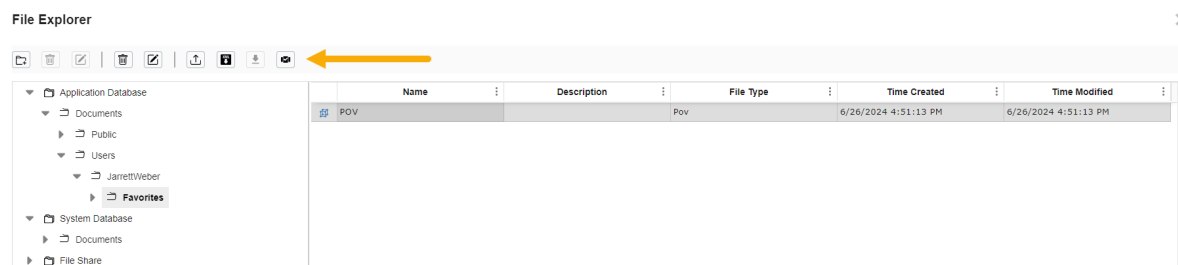 File Explorer
Application Database
Documents
Public
Users
JarrettWeber
Favorites
System Database
Documents
File Share
Name Description File Type Time Created Time Modified
POV Pov 6/26/2024 4:51:13 PM 6/26/2024 4:51:13 PM